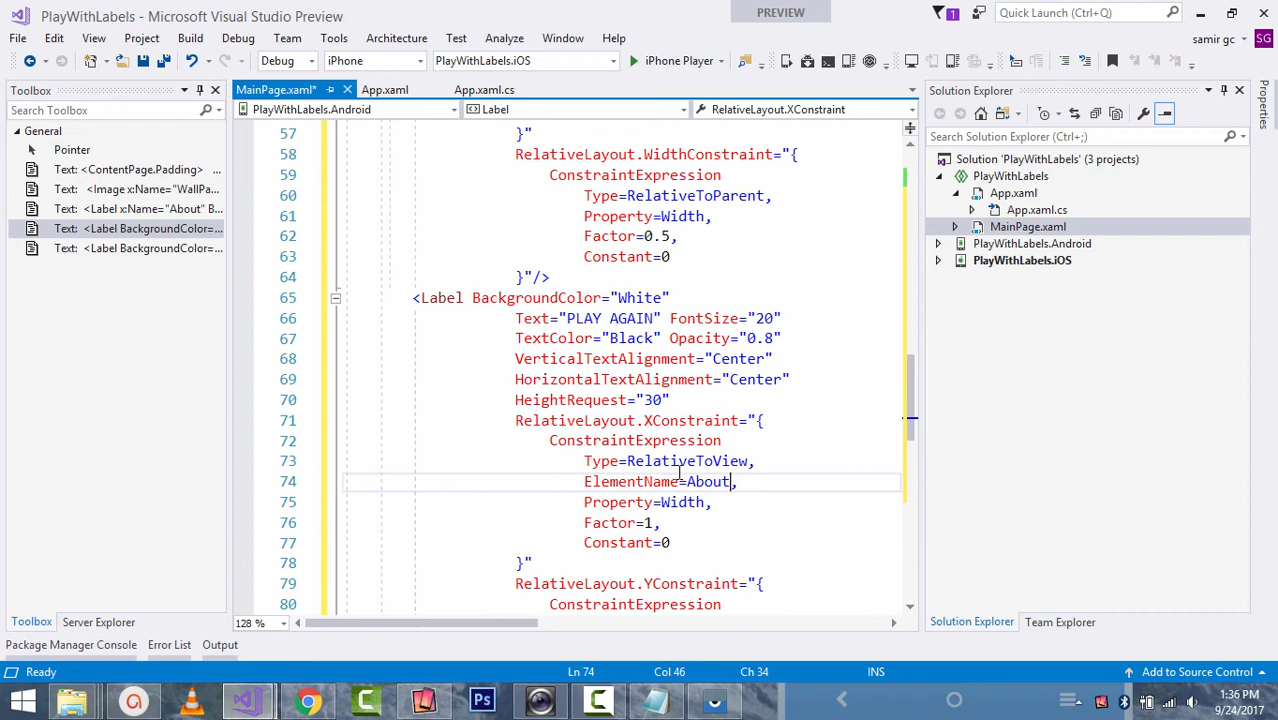 PlayWithLabels - Microsoft Visual Studio Preview
PREVIEW
1
Quick Launch (Ctrl+Q)
File Edit View Project Build Debug Team Tools Architecture Test Analyze Window Help
samir gc
SG
Debug iPhone PlayWithLabels.iOS iPhone Player
Toolbox
Search Toolbox
General
Pointer
Text: <ContentPage.Padding> ...
Text: <Image x:Name="WallPa...
Text: <Label x:Name="About" B...
Text: <Label BackgroundColor=...
Text: <Label BackgroundColor=...
Toolbox Server Explorer
MainPage.xaml* App.xaml App.xaml.cs
PlayWithLabels.Android Label RelativeLayout.XConstraint
57 }"
58 RelativeLayout.WidthConstraint="{
59 ConstraintExpression
60 Type=RelativeToParent,
61 Property=Width,
62 Factor=0.5,
63 Constant=0
64 }"/>
65 <Label BackgroundColor="White"
66 Text="PLAY AGAIN" FontSize="20"
67 TextColor="Black" Opacity="0.8"
68 VerticalTextAlignment="Center"
69 HorizontalTextAlignment="Center"
70 HeightRequest="30"
71 RelativeLayout.XConstraint="{
72 ConstraintExpression
73 Type=RelativeToView,
74 ElementName=About,
75 Property=Width,
76 Factor=1,
77 Constant=0
78 }"
79 RelativeLayout.YConstraint="{
80 ConstraintExpression
128 %
Solution Explorer
Search Solution Explorer (Ctrl+;)
Solution 'PlayWithLabels' (3 projects)
PlayWithLabels
App.xaml
App.xaml.cs
MainPage.xaml
PlayWithLabels.Android
PlayWithLabels.iOS
Solution Explorer Team Explorer
Properties
Package Manager Console Error List Output
Ready Ln 74 Col 46 Ch 34 INS Add to Source Control
Ps
1:36 PM
9/24/2017